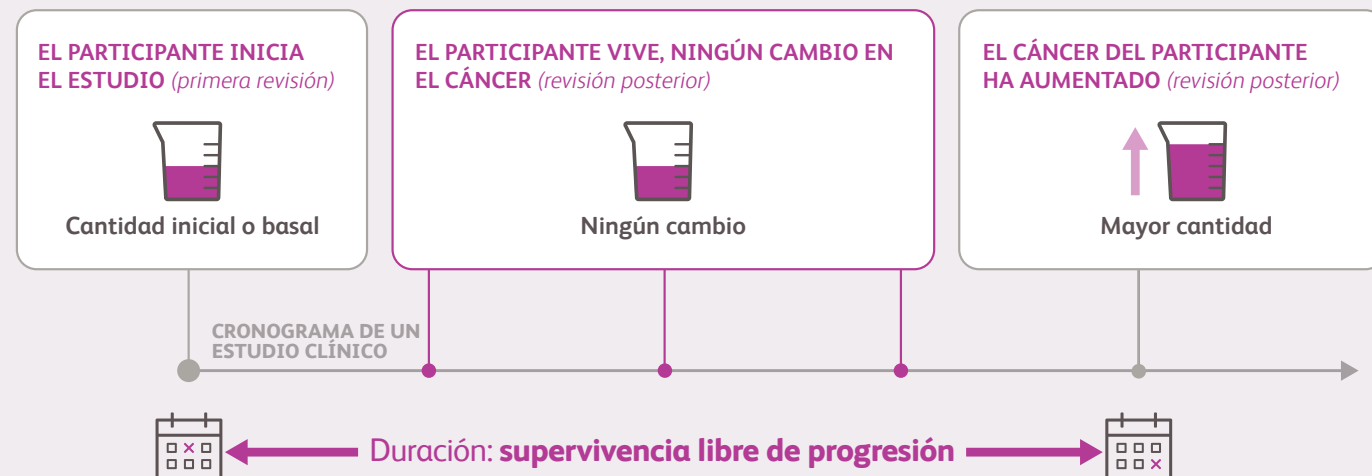 EL PARTICIPANTE INICIA
EL ESTUDIO (primera revisión)
Cantidad inicial o basal
EL PARTICIPANTE VIVE, NINGÚN CAMBIO EN
EL CÁNCER (revisión posterior)
Ningún cambio
EL CÁNCER DEL PARTICIPANTE
HA AUMENTADO (revisión posterior)
Mayor cantidad
CRONOGRAMA DE UN
ESTUDIO CLÍNICO
Duración: supervivencia libre de progresión